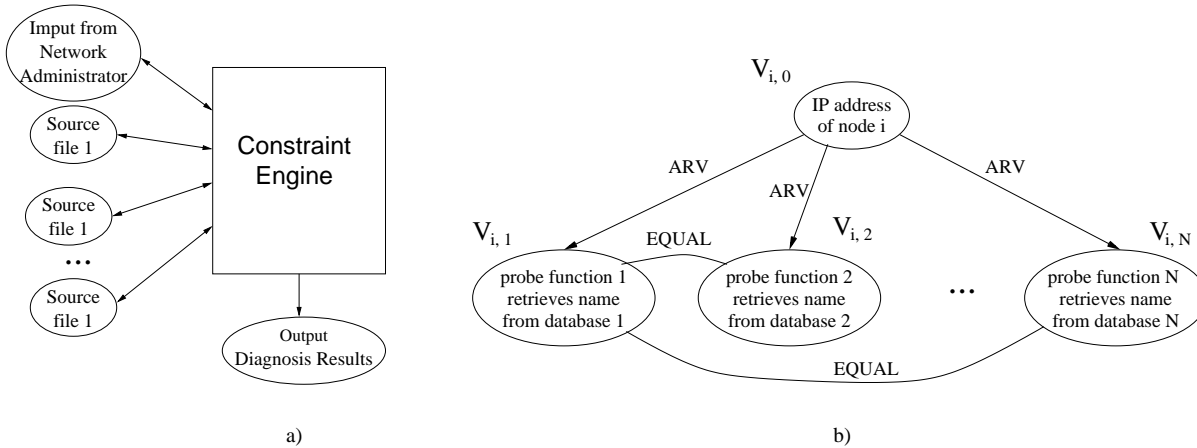 Imput from
Network
Administrator
Source
file 1
Source
file 1
...
Source
file 1
Constraint
Engine
Output
Diagnosis Results
a)
V i, 0
IP address
of node i
ARV
ARV
ARV
V i, 1
EQUAL
V i, 2
V i, N
probe function 1
retrieves name
from database 1
probe function 2
retrieves name
from database 2
...
probe function N
retrieves name
from database N
EQUAL
b)